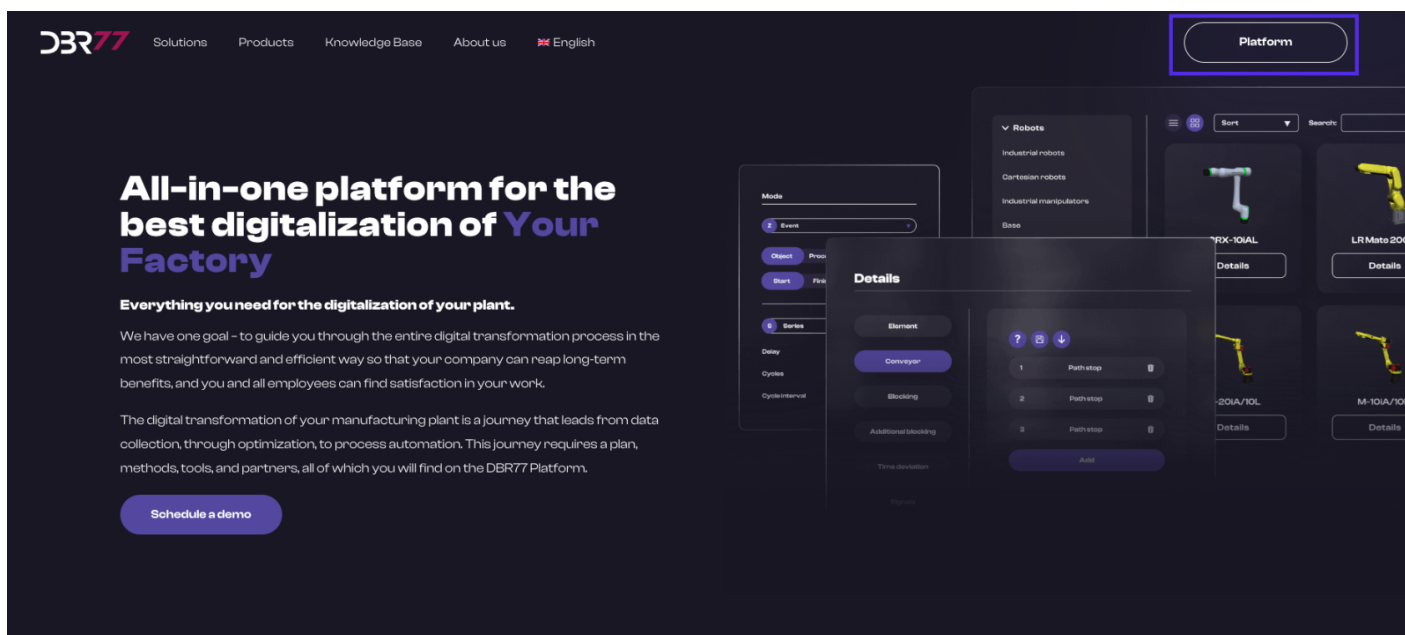 DBR77
Solutions
Products
Knowledge Base
About us
English
Platform
All-in-one platform for the
best digitalization of Your
Factory
Everything you need for the digitalization of your plant.
We have one goal – to guide you through the entire digital transformation process in the
most straightforward and efficient way so that your company can reap long-term
benefits, and you and all employees can find satisfaction in your work.
The digital transformation of your manufacturing plant is a journey that leads from data
collection, through optimization, to process automation. This journey requires a plan,
methods, tools, and partners, all of which you will find on the DBR77 Platform.
Schedule a demo
Mode
Event
Object
Start
Series
Delay
Cycles
Cycle interval
Robots
Industrial robots
Cartesian robots
Industrial manipulators
Base
Sort
Search:
RX-10iAL
Details
LR Mate 200
Details
-20iA/10L
Details
M-10iA/10
Details
Details
Element
Conveyor
Blocking
Additional blocking
Time deviation
?
1 Path stop
2 Path stop
3 Path stop
Add